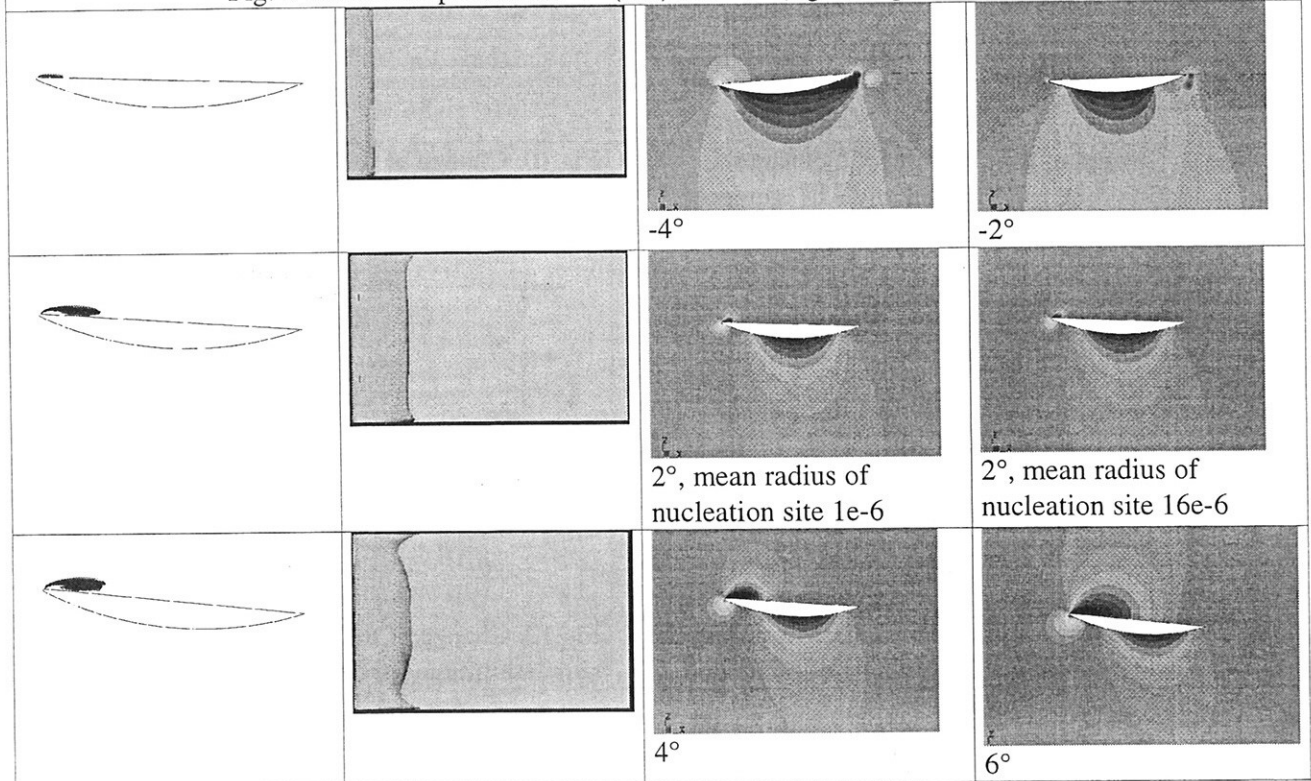 -4°
-2°
2°, mean radius of
nucleation site 1e-6
2°, mean radius of
nucleation site 16e-6
4°
6°